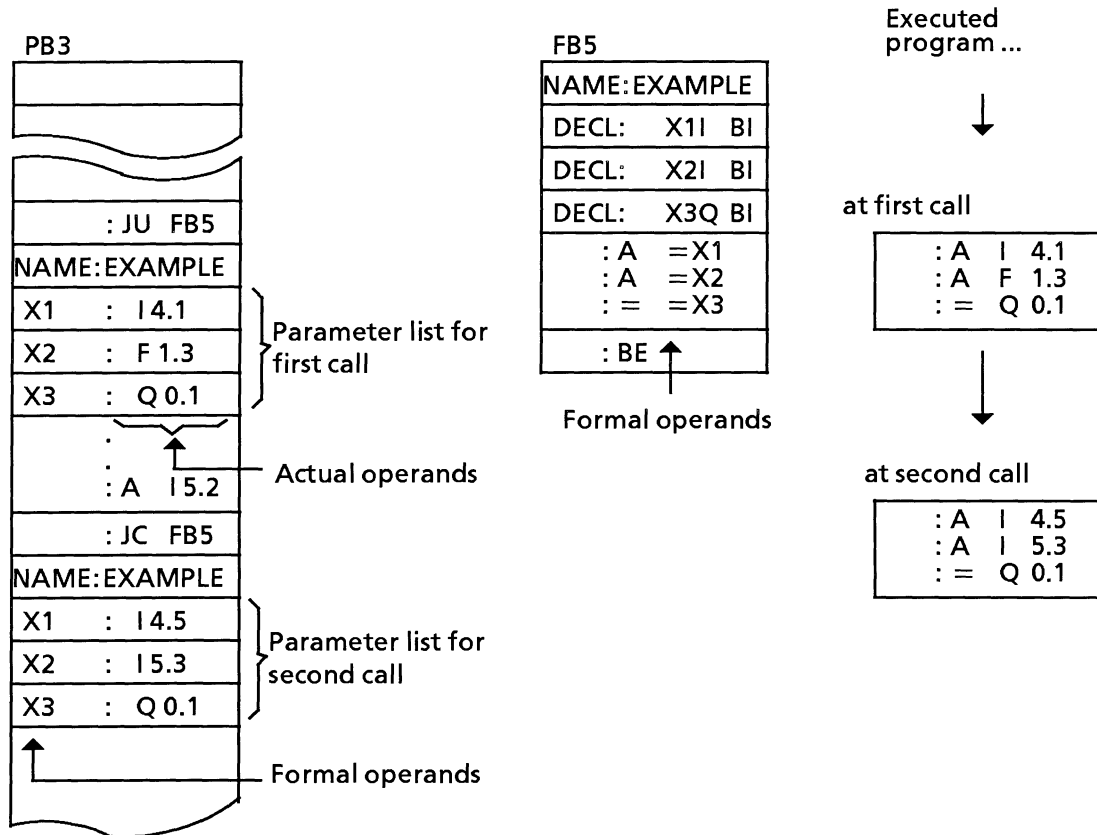 PB3
: JU FB5
NAME: EXAMPLE
X1 : I 4.1
X2 : F 1.3
X3 : Q 0.1
Parameter list for
first call
:
Actual operands
: A I 5.2
: JC FB5
NAME: EXAMPLE
X1 : I 4.5
X2 : I 5.3
X3 : Q 0.1
Parameter list for
second call
Formal operands
FB5
NAME: EXAMPLE
DECL: X1I BI
DECL: X2I BI
DECL: X3Q BI
: A =X1
: A =X2
: = =X3
: BE
Formal operands
Executed
program ...
at first call
: A I 4.1
: A F 1.3
: = Q 0.1
at second call
: A I 4.5
: A I 5.3
: = Q 0.1